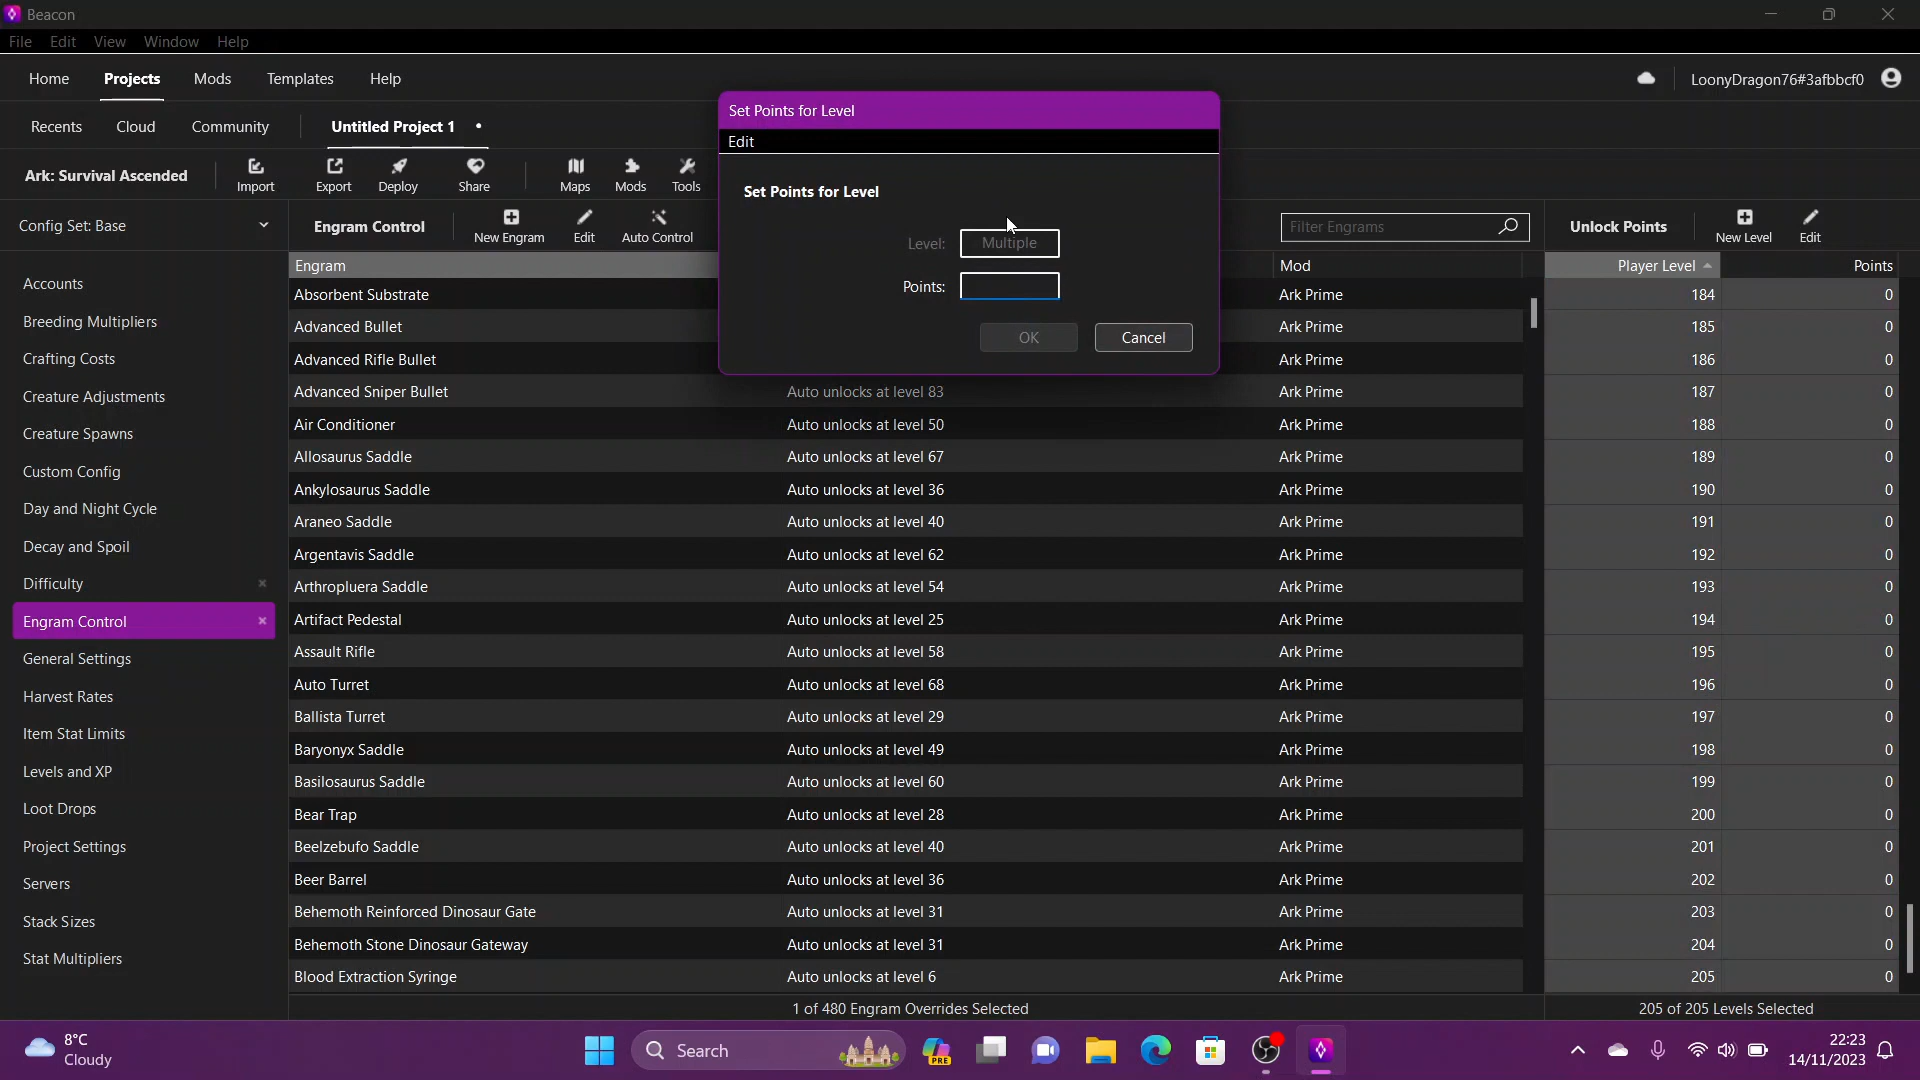 Beacon
File Edit View Window Help
Home Projects Mods Templates Help
LoonyDragon76#3afbbcf0
Recents Cloud Community Untitled Project 1 •
Ark: Survival Ascended Import Export Deploy Share Maps Mods Tools
Config Set: Base
Engram Control New Engram Edit Auto Control
Filter Engrams
Unlock Points New Level Edit
Set Points for Level
Edit
Set Points for Level
Level: Multiple
Points:
OK Cancel
Accounts
Breeding Multipliers
Crafting Costs
Creature Adjustments
Creature Spawns
Custom Config
Day and Night Cycle
Decay and Spoil
Difficulty
Engram Control
General Settings
Harvest Rates
Item Stat Limits
Levels and XP
Loot Drops
Project Settings
Servers
Stack Sizes
Stat Multipliers
Engram Mod
Absorbent Substrate Ark Prime
Advanced Bullet Ark Prime
Advanced Rifle Bullet Ark Prime
Advanced Sniper Bullet Auto unlocks at level 83 Ark Prime
Air Conditioner Auto unlocks at level 50 Ark Prime
Allosaurus Saddle Auto unlocks at level 67 Ark Prime
Ankylosaurus Saddle Auto unlocks at level 36 Ark Prime
Araneo Saddle Auto unlocks at level 40 Ark Prime
Argentavis Saddle Auto unlocks at level 62 Ark Prime
Arthropluera Saddle Auto unlocks at level 54 Ark Prime
Artifact Pedestal Auto unlocks at level 25 Ark Prime
Assault Rifle Auto unlocks at level 58 Ark Prime
Auto Turret Auto unlocks at level 68 Ark Prime
Ballista Turret Auto unlocks at level 29 Ark Prime
Baryonyx Saddle Auto unlocks at level 49 Ark Prime
Basilosaurus Saddle Auto unlocks at level 60 Ark Prime
Bear Trap Auto unlocks at level 28 Ark Prime
Beelzebufo Saddle Auto unlocks at level 40 Ark Prime
Beer Barrel Auto unlocks at level 36 Ark Prime
Behemoth Reinforced Dinosaur Gate Auto unlocks at level 31 Ark Prime
Behemoth Stone Dinosaur Gateway Auto unlocks at level 31 Ark Prime
Blood Extraction Syringe Auto unlocks at level 6 Ark Prime
1 of 480 Engram Overrides Selected
Player Level Points
184 0
185 0
186 0
187 0
188 0
189 0
190 0
191 0
192 0
193 0
194 0
195 0
196 0
197 0
198 0
199 0
200 0
201 0
202 0
203 0
204 0
205 0
205 of 205 Levels Selected
8°C
Cloudy
Search
PRE
22:23
14/11/2023